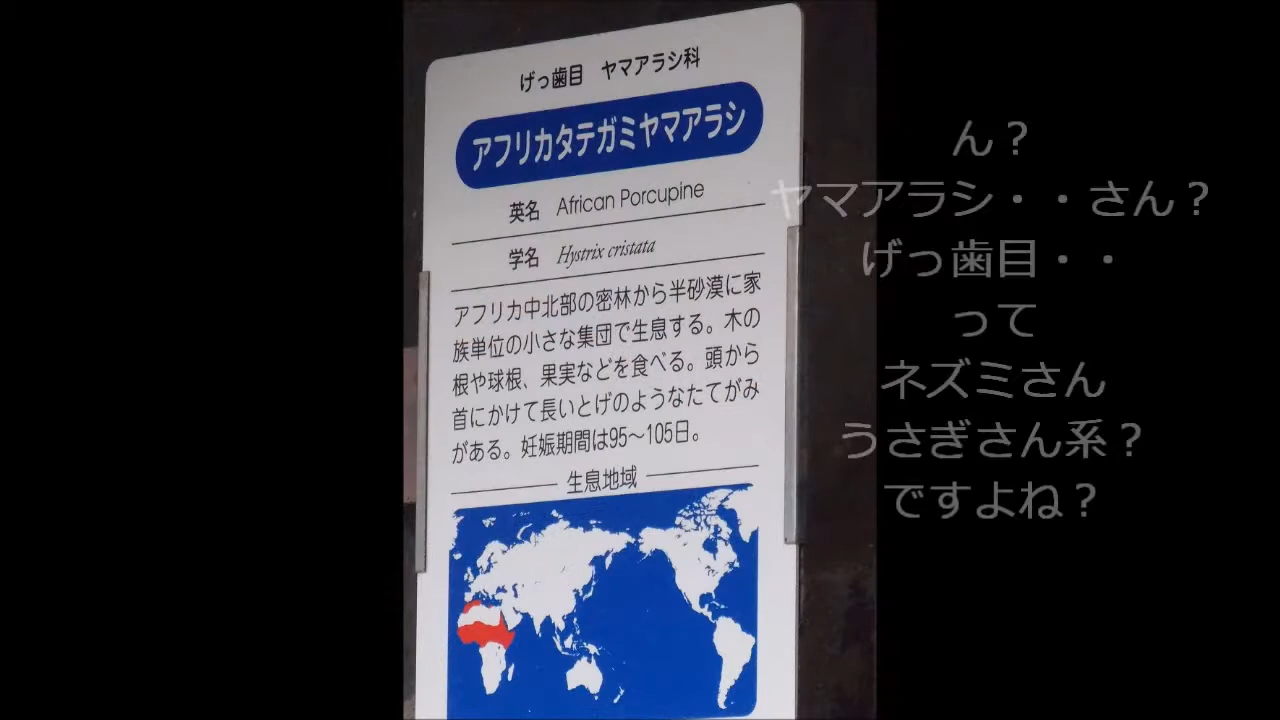 げっ歯目 ヤマアラシ科
アフリカタテガミヤマアラシ
英名 African Porcupine
学名 Hystrix cristata
アフリカ中北部の密林から半砂漠に家
族単位の小さな集団で生息する。木の
根や球根、果実などを食べる。頭から
首にかけて長いとげのようなたてがみ
がある。妊娠期間は95〜105日。
生息地域
ん？
ヤマアラシ・・さん？
げっ歯目・・
って
ネズミさん
うさぎさん系？
ですよね？